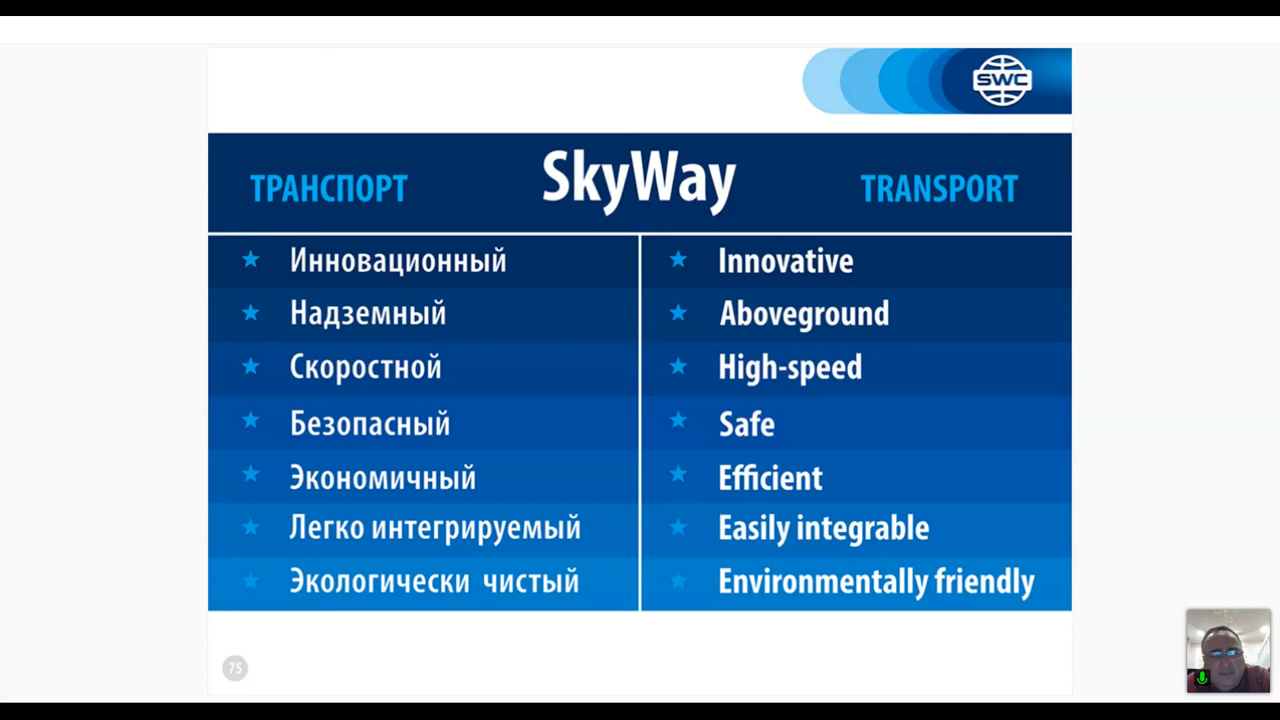 SWC
ТРАНСПОРТ
SkyWay
TRANSPORT
Инновационный
Innovative
Надземный
Aboveground
Скоростной
High-speed
Безопасный
Safe
Экономичный
Efficient
Легко интегрируемый
Easily integrable
Экологически чистый
Environmentally friendly
75